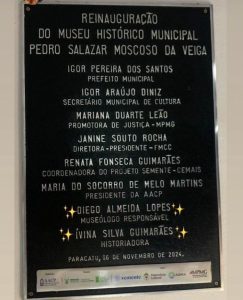 REINAUGURAÇÃO
DO MUSEU HISTÓRICO MUNICIPAL
PEDRO SALAZAR MOSCOSO DA VEIGA
IGOR PEREIRA DOS SANTOS
PREFEITO MUNICIPAL
IGOR ARAÚJO DINIZ
SECRETÁRIO MUNICIPAL DE CULTURA
MARIANA DUARTE LEÃO
PROMOTORA DE JUSTIÇA-MPMG
JANINE SOUTO ROCHA
DIRETORA-PRESIDENTE-FMCC
RENATA FONSECA GUIMARÃES
COORDENADORA DO PROJETO SEMENTE-CEMAIS
MARIA DO SOCORRO DE MELO MARTINS
PRESIDENTE DA AACP
DIEGO ALMEIDA LOPES
MUSEÓLOGO RESPONSÁVEL
ÍVINA SILVA GUIMARÃES
HISTORIADORA
PARACATU, 16 DE NOVEMBRO DE 2024.
semente MPMG